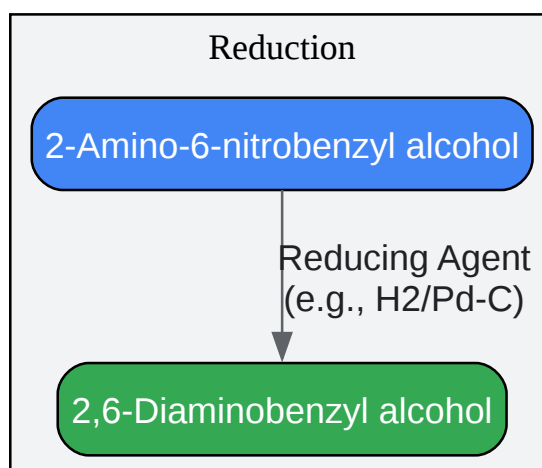 Reduction
2-Amino-6-nitrobenzyl alcohol
Reducing Agent
(e.g., H2/Pd-C)
2,6-Diaminobenzyl alcohol